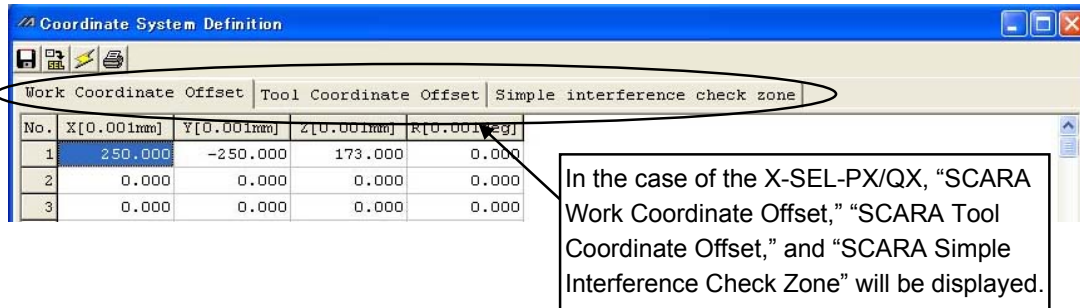 Coordinate System Definition
SEL
Work Coordinate Offset Tool Coordinate Offset Simple interference check zone
No. X[0.001mm] Y[0.001mm] Z[0.001mm] R[0.001deg]
1 250.000 -250.000 173.000 0.000
2 0.000 0.000 0.000 0.000
3 0.000 0.000 0.000 0.000
In the case of the X-SEL-PX/QX, “SCARA
Work Coordinate Offset,” “SCARA Tool
Coordinate Offset,” and “SCARA Simple
Interference Check Zone” will be displayed.